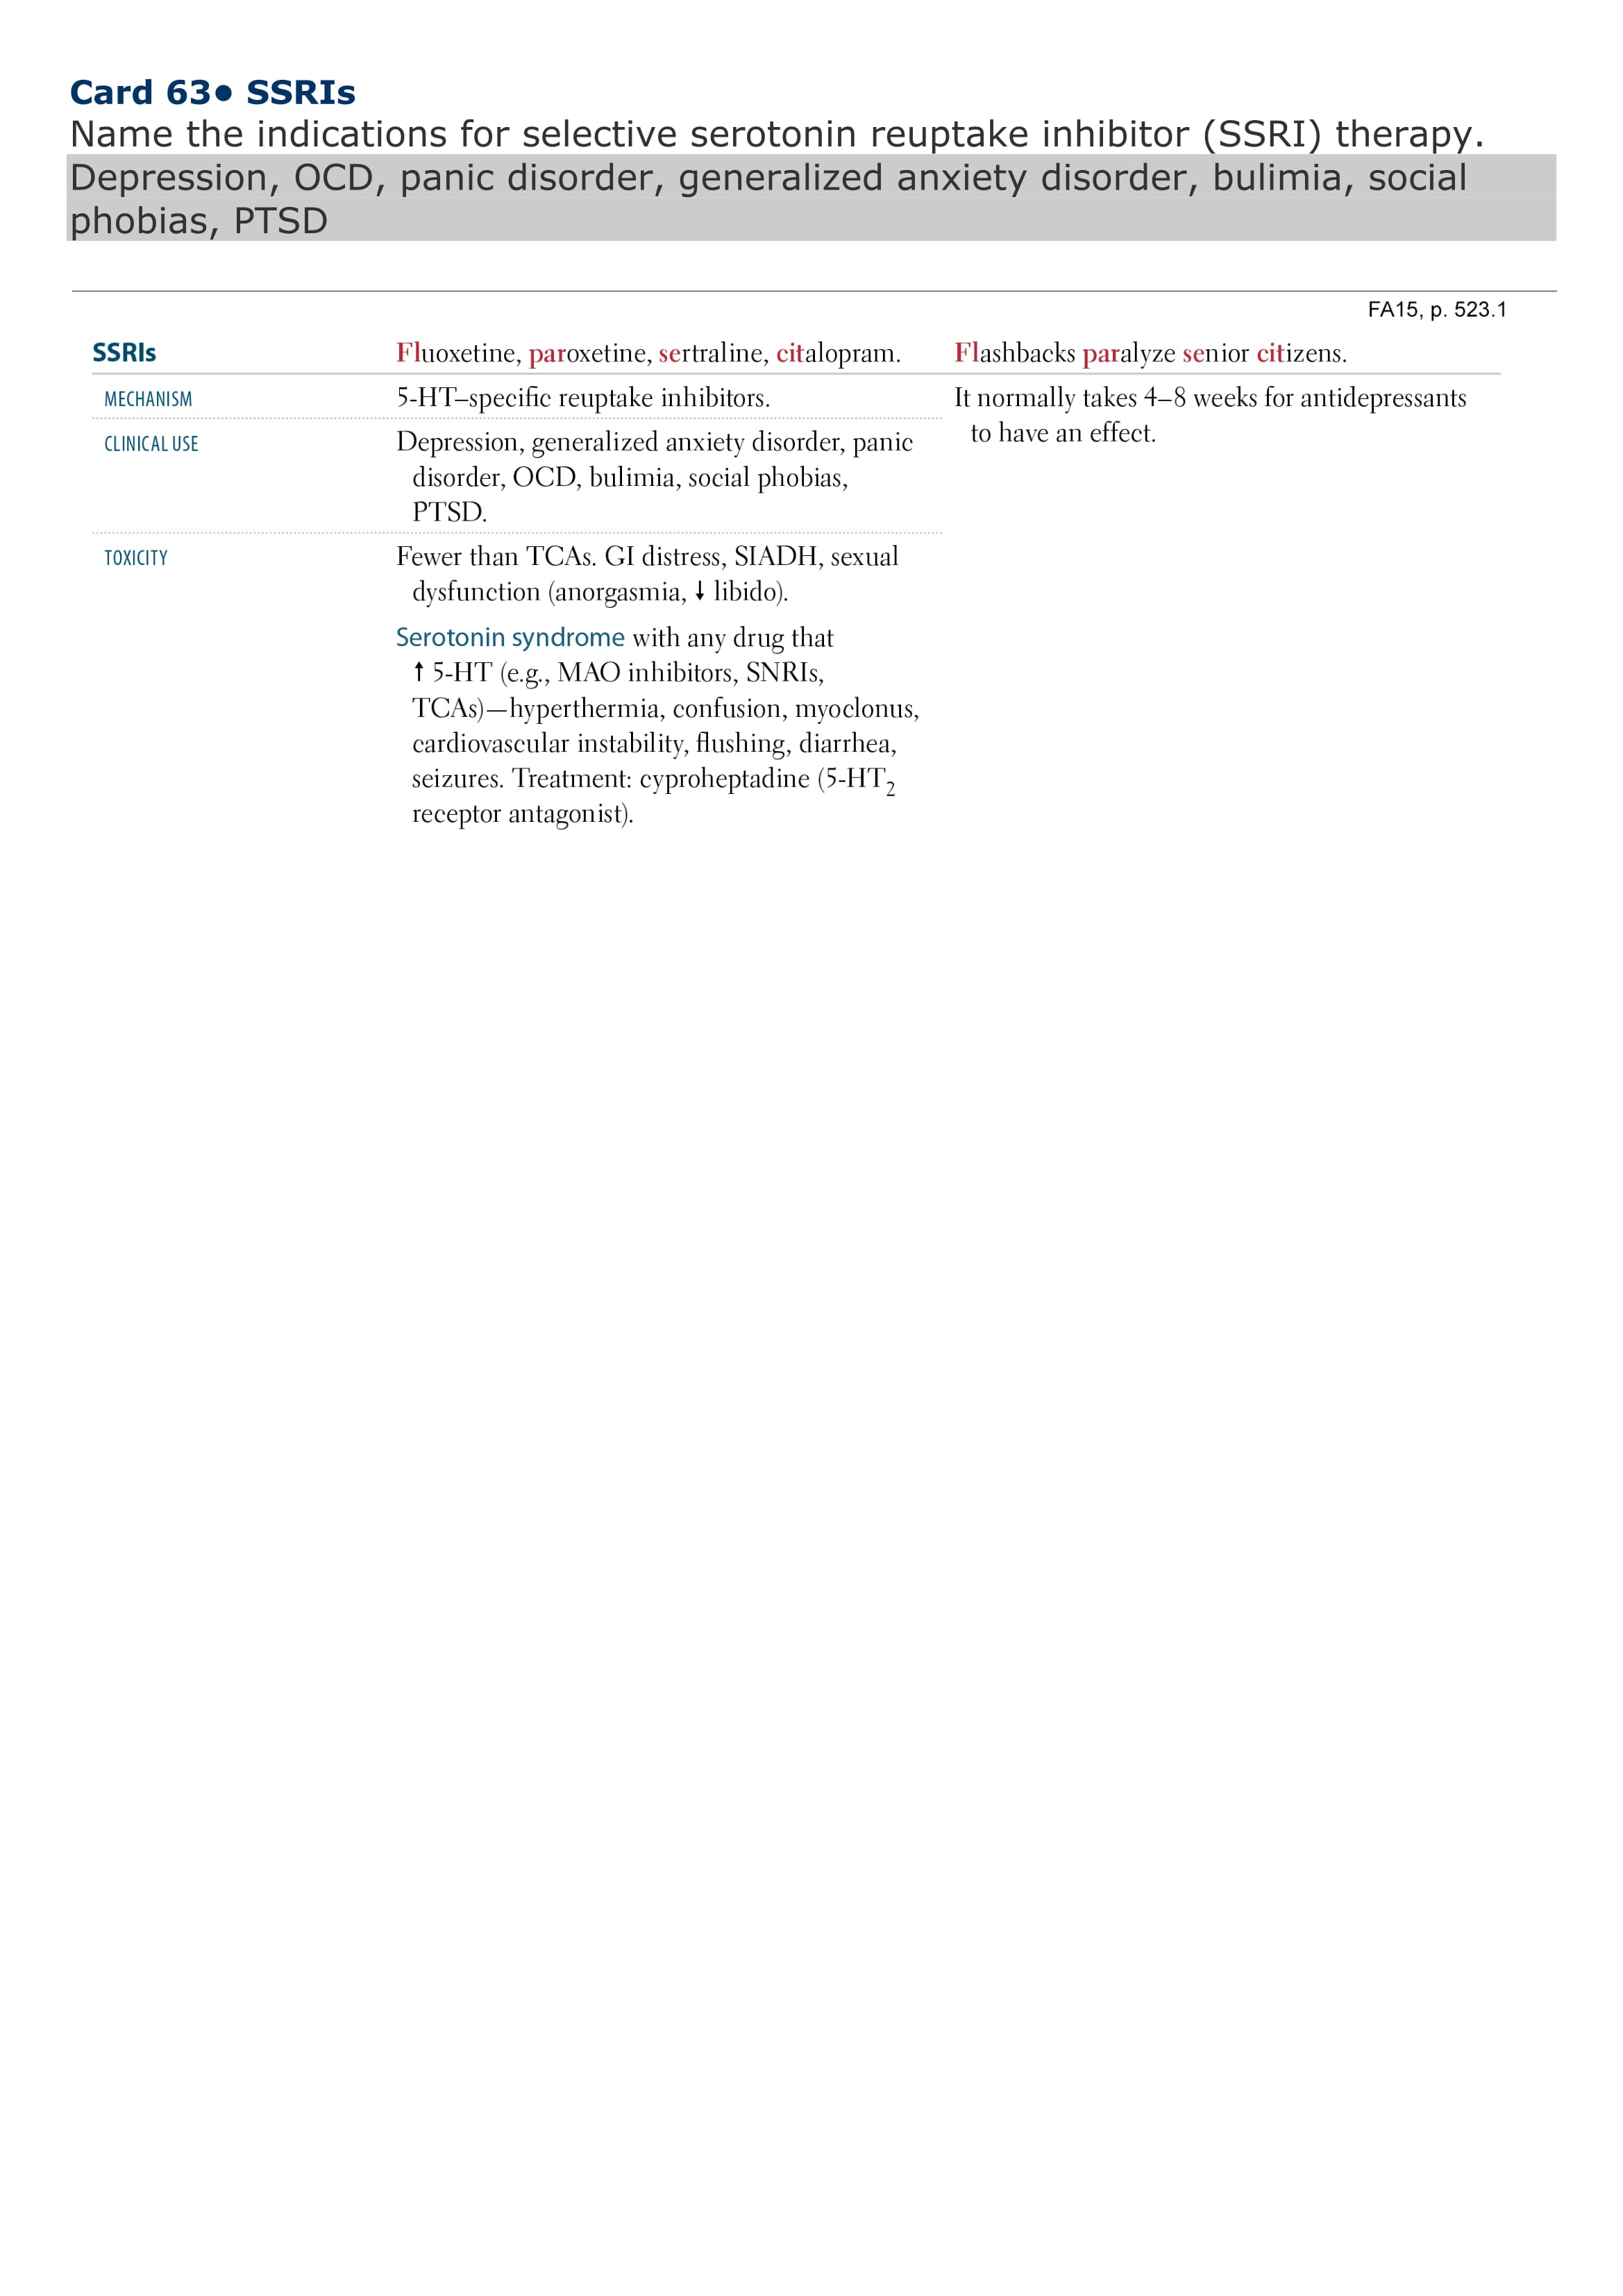 Card 63• SSRIs
Name the indications for selective serotonin reuptake inhibitor (SSRI) therapy.
Depression, OCD, panic disorder, generalized anxiety disorder, bulimia, social
phobias, PTSD
FA15, p. 523.1
SSRIs Fluoxetine, paroxetine, sertraline, citalopram. Flashbacks paralyze senior citizens.
MECHANISM 5-HT–specific reuptake inhibitors. It normally takes 4–8 weeks for antidepressants
to have an effect.
CLINICAL USE Depression, generalized anxiety disorder, panic
disorder, OCD, bulimia, social phobias,
PTSD.
TOXICITY Fewer than TCAs. GI distress, SIADH, sexual
dysfunction (anorgasmia, ↓ libido).
Serotonin syndrome with any drug that
↑ 5-HT (e.g., MAO inhibitors, SNRIs,
TCAs)—hyperthermia, confusion, myoclonus,
cardiovascular instability, flushing, diarrhea,
seizures. Treatment: cyproheptadine (5-HT₂
receptor antagonist).